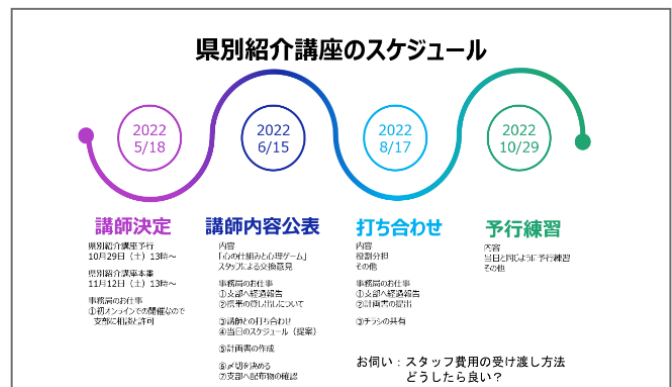 県別紹介講座のスケジュール
2022
5/18
2022
6/15
2022
8/17
2022
10/29
講師決定
県別紹介講座予行
10月29日（土）13時～
県別紹介講座本番
11月12日（土）13時～
事務局のお仕事
①初オンラインでの開催なので
支部に相談と許可
講師内容公表
内容
「心の仕組みと心理ゲーム」
スタッフによる交換意見
事務局のお仕事
①支部へ経過報告
②携帯の貸し出しについて
③講師との打ち合わせ
④当日のスケジュール（提案）
⑤計画書の作成
⑥〆切を決める
⑦支部へ配布物の確認
打ち合わせ
内容
役割分担
その他
事務局のお仕事
①支部へ経過報告
②計画書の提出
③チラシの共有
予行練習
内容
当日と同じように予行練習
その他
お伺い：スタッフ費用の受け渡し方法
どうしたら良い？